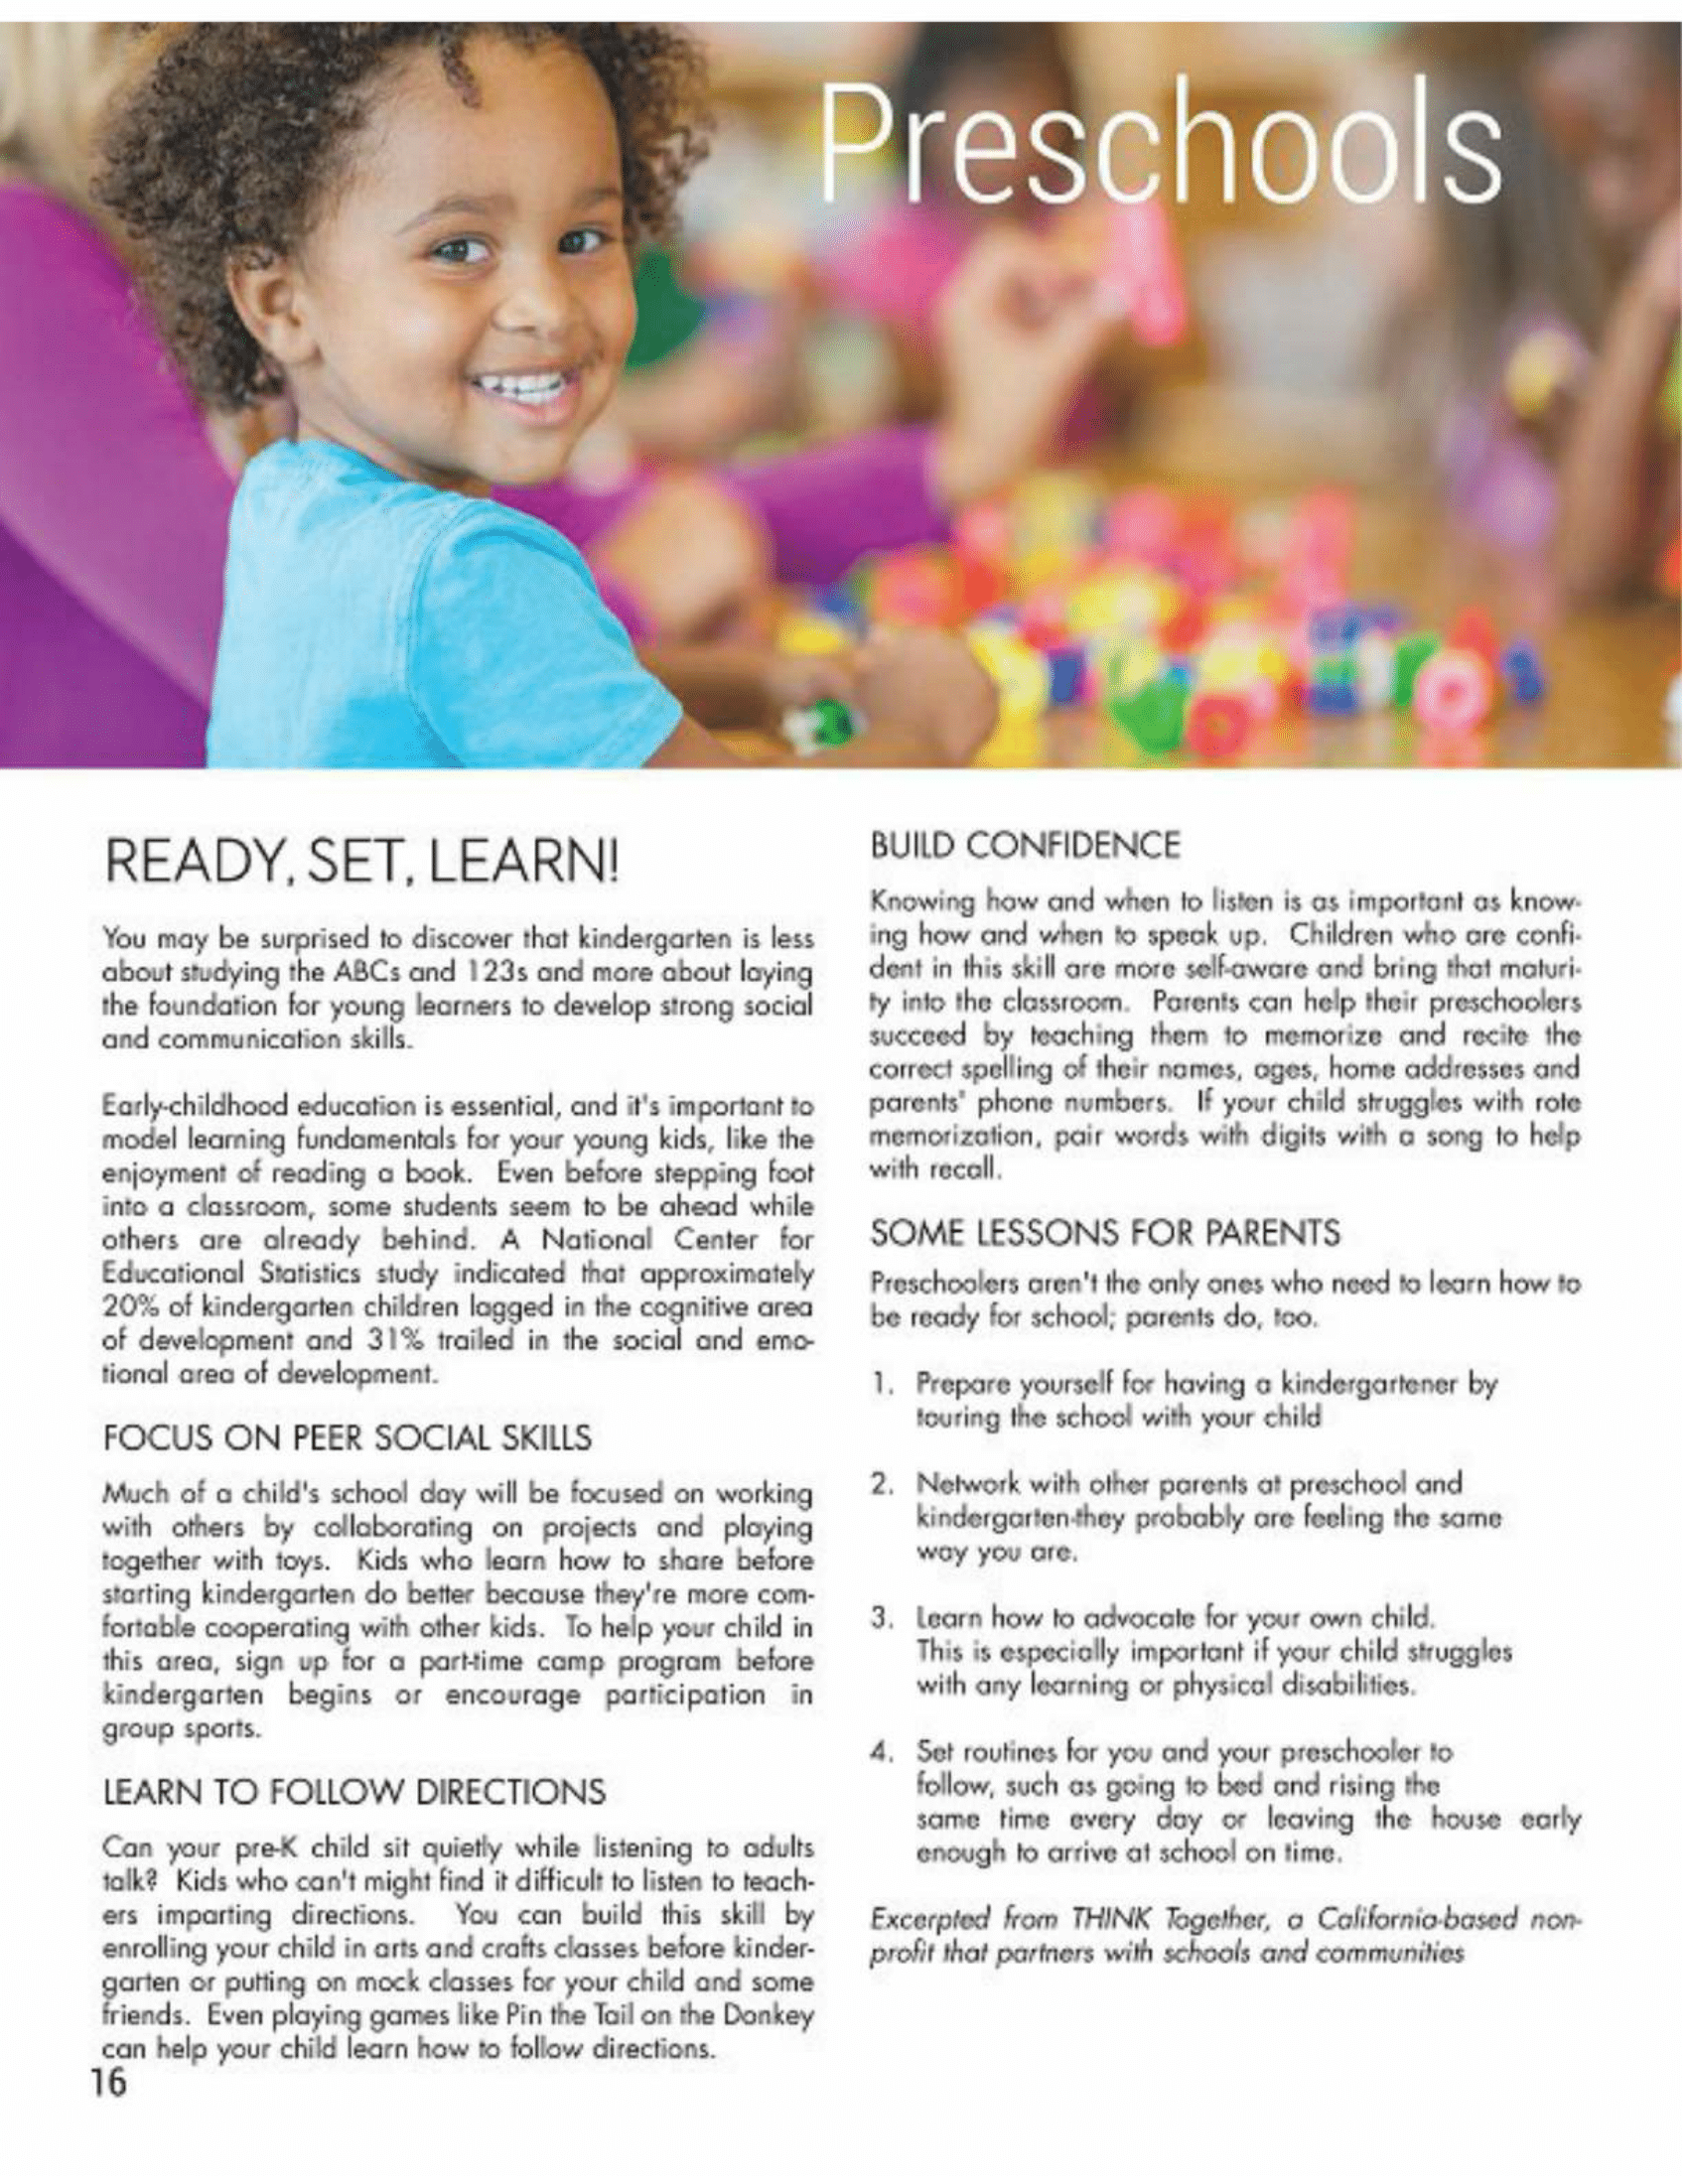 Preschools
READY, SET, LEARN!
You may be surprised to discover that kindergarten is less
about studying the ABCs and 123s and more about laying
the foundation for young learners to develop strong social
and communication skills.
Early-childhood education is essential, and it's important to
model learning fundamentals for your young kids, like the
enjoyment of reading a book. Even before stepping foot
into a classroom, some students seem to be ahead while
others are already behind. A National Center for
Educational Statistics study indicated that approximately
20% of kindergarten children lagged in the cognitive area
of development and 31% trailed in the social and emo-
tional area of development.
FOCUS ON PEER SOCIAL SKILLS
Much of a child's school day will be focused on working
with others by collaborating on projects and playing
together with toys. Kids who learn how to share before
starting kindergarten do better because they're more com-
fortable cooperating with other kids. To help your child in
this area, sign up for a part-time camp program before
kindergarten begins or encourage participation in
group sports.
LEARN TO FOLLOW DIRECTIONS
Can your pre-K child sit quietly while listening to adults
talk? Kids who can't might find it difficult to listen to teach-
ers imparting directions. You can build this skill by
enrolling your child in arts and crafts classes before kinder-
garten or putting on mock classes for your child and some
friends. Even playing games like Pin the Tail on the Donkey
can help your child learn how to follow directions.
16
BUILD CONFIDENCE
Knowing how and when to listen is as important as know-
ing how and when to speak up. Children who are confi-
dent in this skill are more self-aware and bring that maturi-
ty into the classroom. Parents can help their preschoolers
succeed by teaching them to memorize and recite the
correct spelling of their names, ages, home addresses and
parents' phone numbers. If your child struggles with rote
memorization, pair words with digits with a song to help
with recall.
SOME LESSONS FOR PARENTS
Preschoolers aren't the only ones who need to learn how to
be ready for school; parents do, too.
1. Prepare yourself for having a kindergartener by
touring the school with your child
2. Network with other parents at preschool and
kindergarten-they probably are feeling the same
way you are.
3. Learn how to advocate for your own child.
This is especially important if your child struggles
with any learning or physical disabilities.
4. Set routines for you and your preschooler to
follow, such as going to bed and rising the
same time every day or leaving the house early
enough to arrive at school on time.
Excerpted from THINK Together, a California-based non-
profit that partners with schools and communities